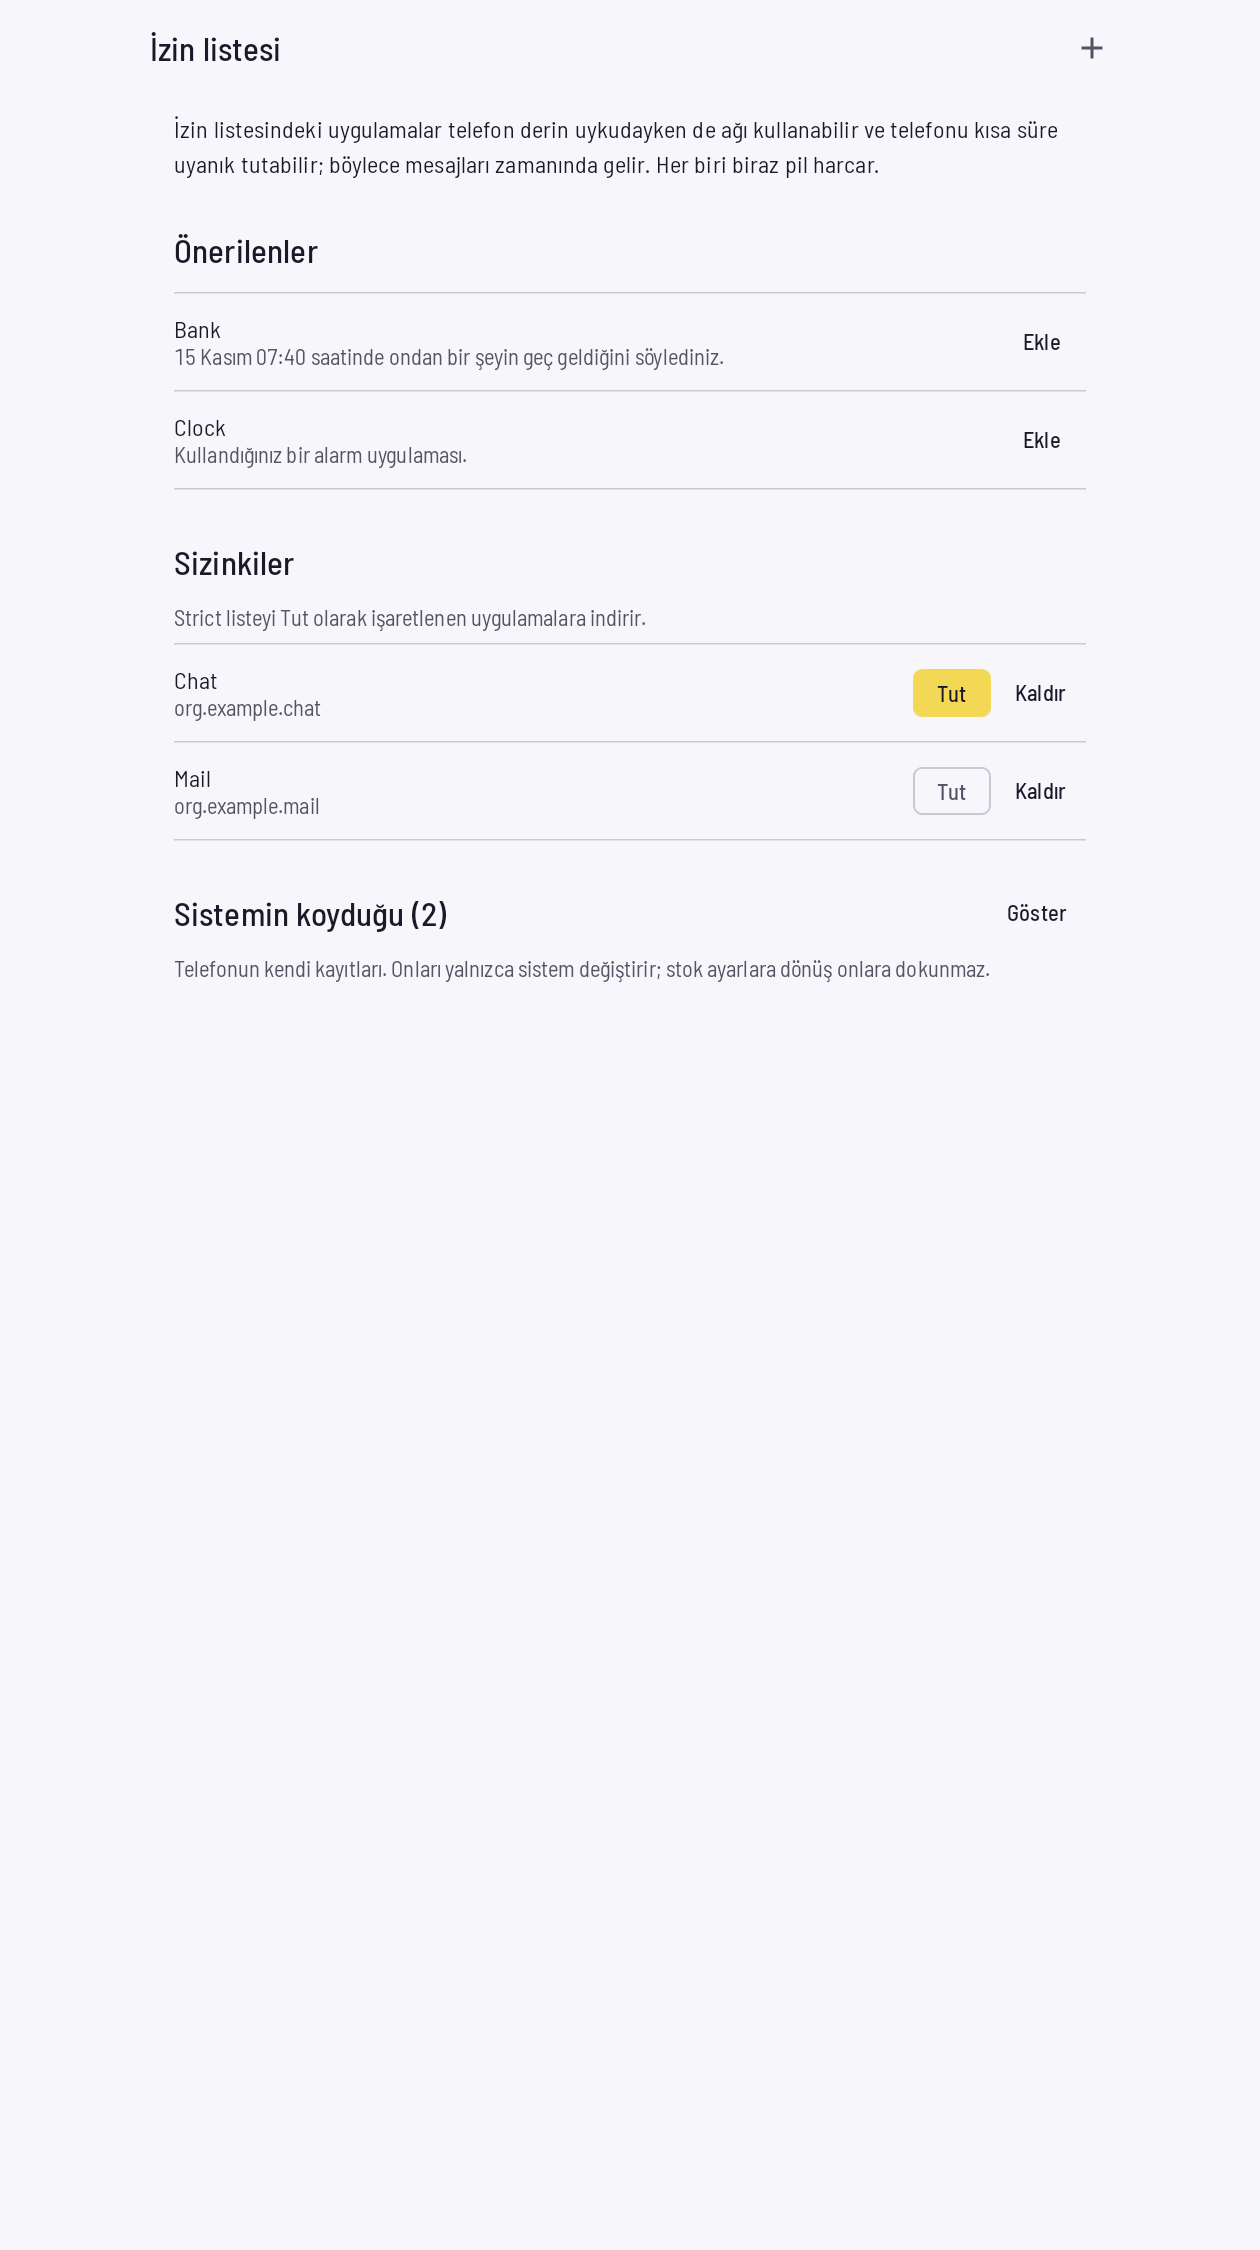 İzin listesi
İzin listesindeki uygulamalar telefon derin uykudayken de ağı kullanabilir ve telefonu kısa süre
uyanık tutabilir; böylece mesajları zamanında gelir. Her biri biraz pil harcar.
Önerilenler
Bank
15 Kasım 07:40 saatinde ondan bir şeyin geç geldiğini söylediniz.
Ekle
Clock
Kullandığınız bir alarm uygulaması.
Ekle
Sizinkiler
Strict listeyi Tut olarak işaretlenen uygulamalara indirir.
Chat
org.example.chat
Tut
Kaldır
Mail
org.example.mail
Tut
Kaldır
Sistemin koyduğu (2)
Göster
Telefonun kendi kayıtları. Onları yalnızca sistem değiştirir; stok ayarlara dönüş onlara dokunmaz.